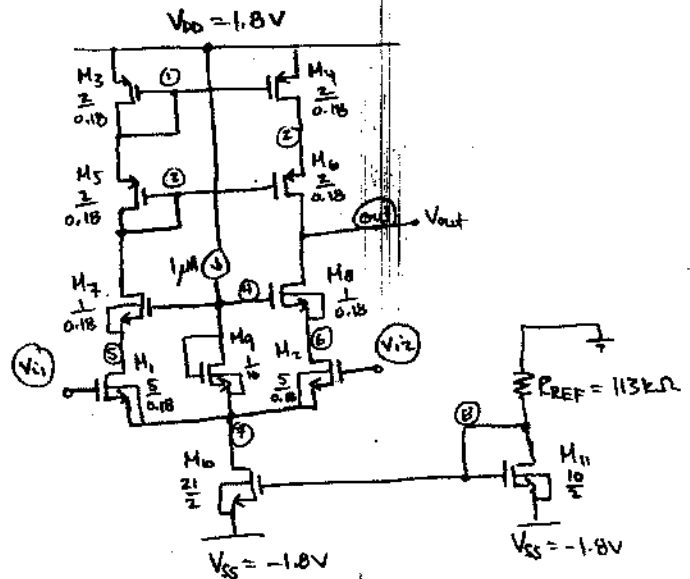 V_DD = 1.8V
M3
2
0.18
①
M4
2
0.18
②
M5
2
0.18
③
M6
2
0.18
out
Vout
1μA
M7
1
0.18
④
M8
1
0.18
⑤
M9
1
16
⑥
Vi1
M1
5
0.18
M2
5
0.18
Vi2
R_REF = 113kΩ
⑦
⑧
M10
21
2
M11
10
2
V_SS = -1.8V
V_SS = -1.8V